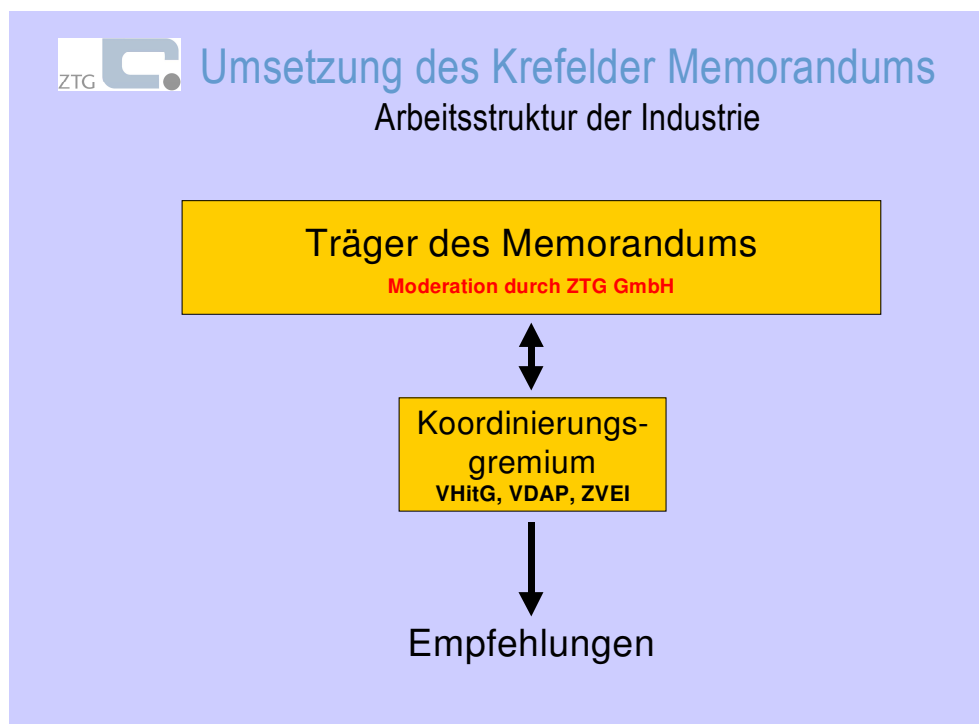 ZTG
Umsetzung des Krefelder Memorandums
Arbeitsstruktur der Industrie
Träger des Memorandums
Moderation durch ZTG GmbH
Koordinierungs-
gremium
VHitG, VDAP, ZVEI
Empfehlungen